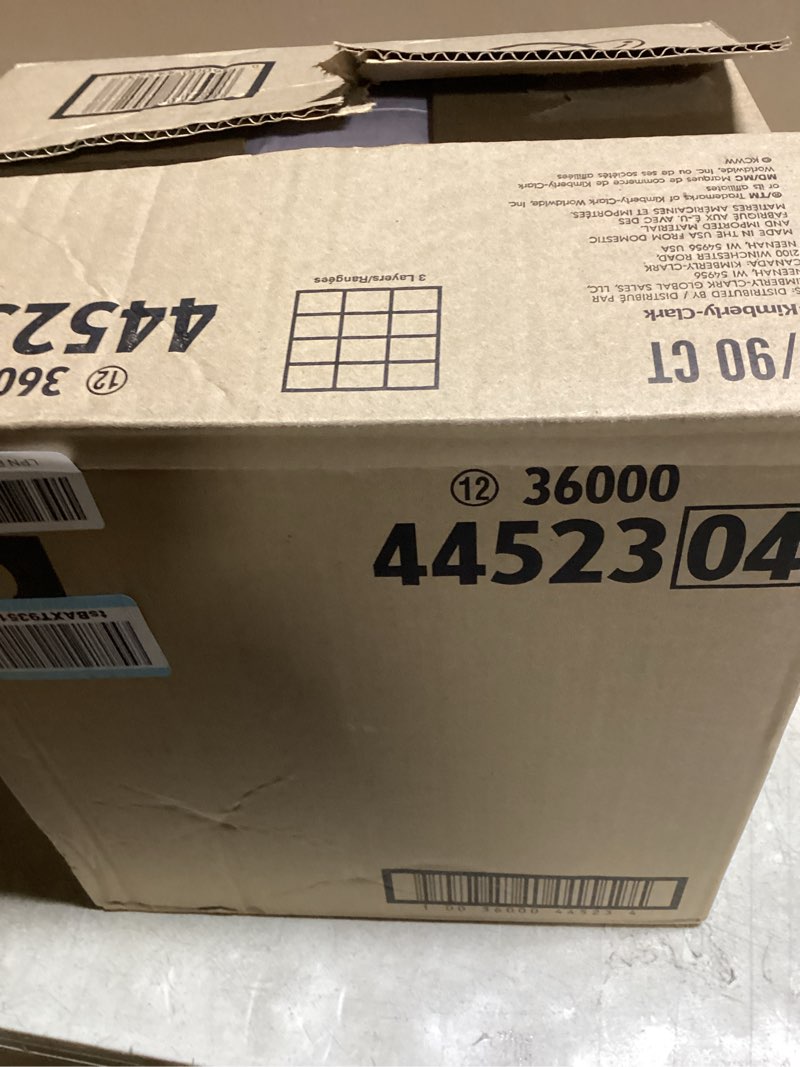 © KCWW
Worldwide, Inc. ou de ses sociétés affiliées
MD/MC Marques de commerce de Kimberly-Clark
or its affiliates
®/TM Trademarks of Kimberly-Clark Worldwide, Inc.
MATIÈRES AMÉRICAINES ET IMPORTÉES.
FABRIQUÉ AUX É.-U. AVEC DES
AND IMPORTED MATERIAL
MADE IN THE USA FROM DOMESTIC
NEENAH, WI 54956 USA
2100 WINCHESTER ROAD,
CANADA: KIMBERLY-CLARK
NEENAH, WI 54956
KIMBERLY-CLARK GLOBAL SALES, LLC,
S: DISTRIBUTED BY / DISTRIBUÉ PAR
Kimberly-Clark
/90 CT
3 Layers/Rangées
12 360
44523
LPN
tsBAXT9351
12 36000
44523 04
1 00 36000 44523 4